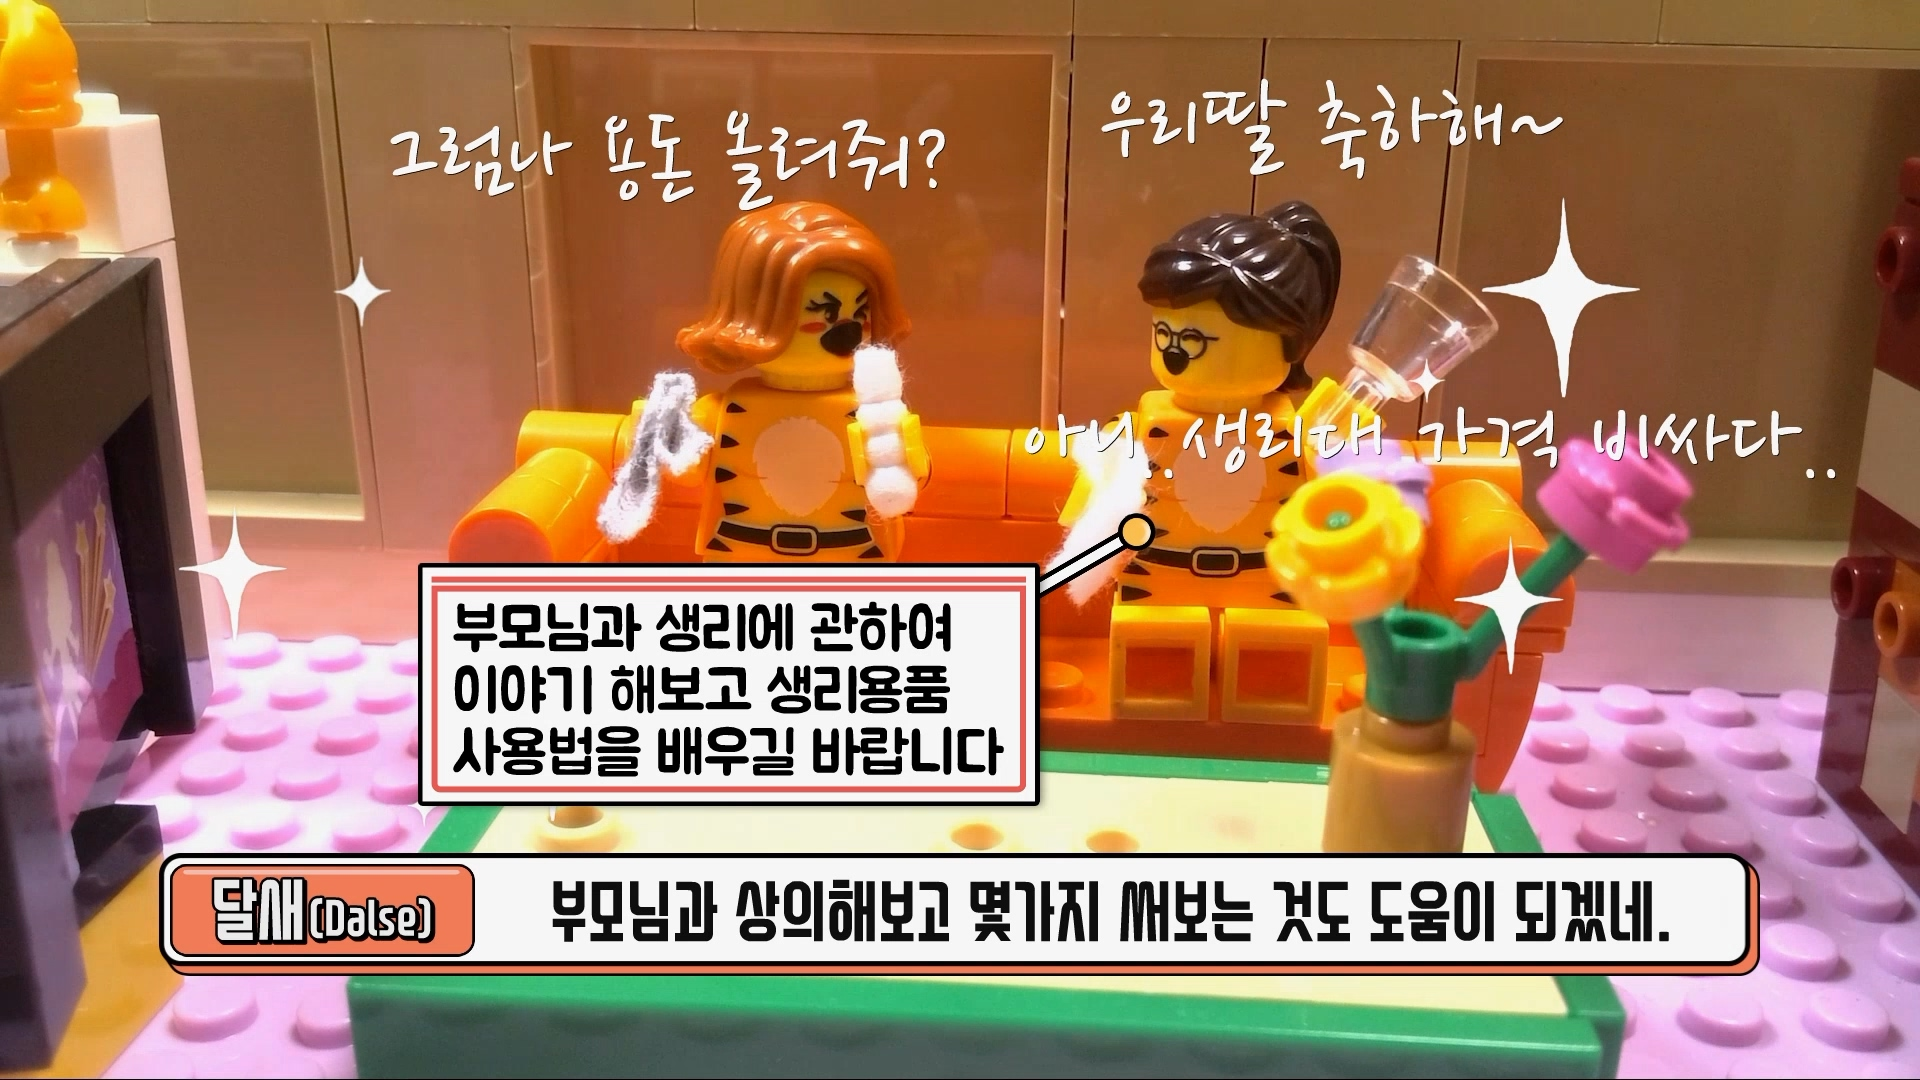 그럼나 용돈 올려줘?
우리딸 축하해~
아니..생리대 가격 비싸다..
부모님과 생리에 관하여
이야기 해보고 생리용품
사용법을 배우길 바랍니다
달새(Dalse)
부모님과 상의해보고 몇가지 써보는 것도 도움이 되겠네.